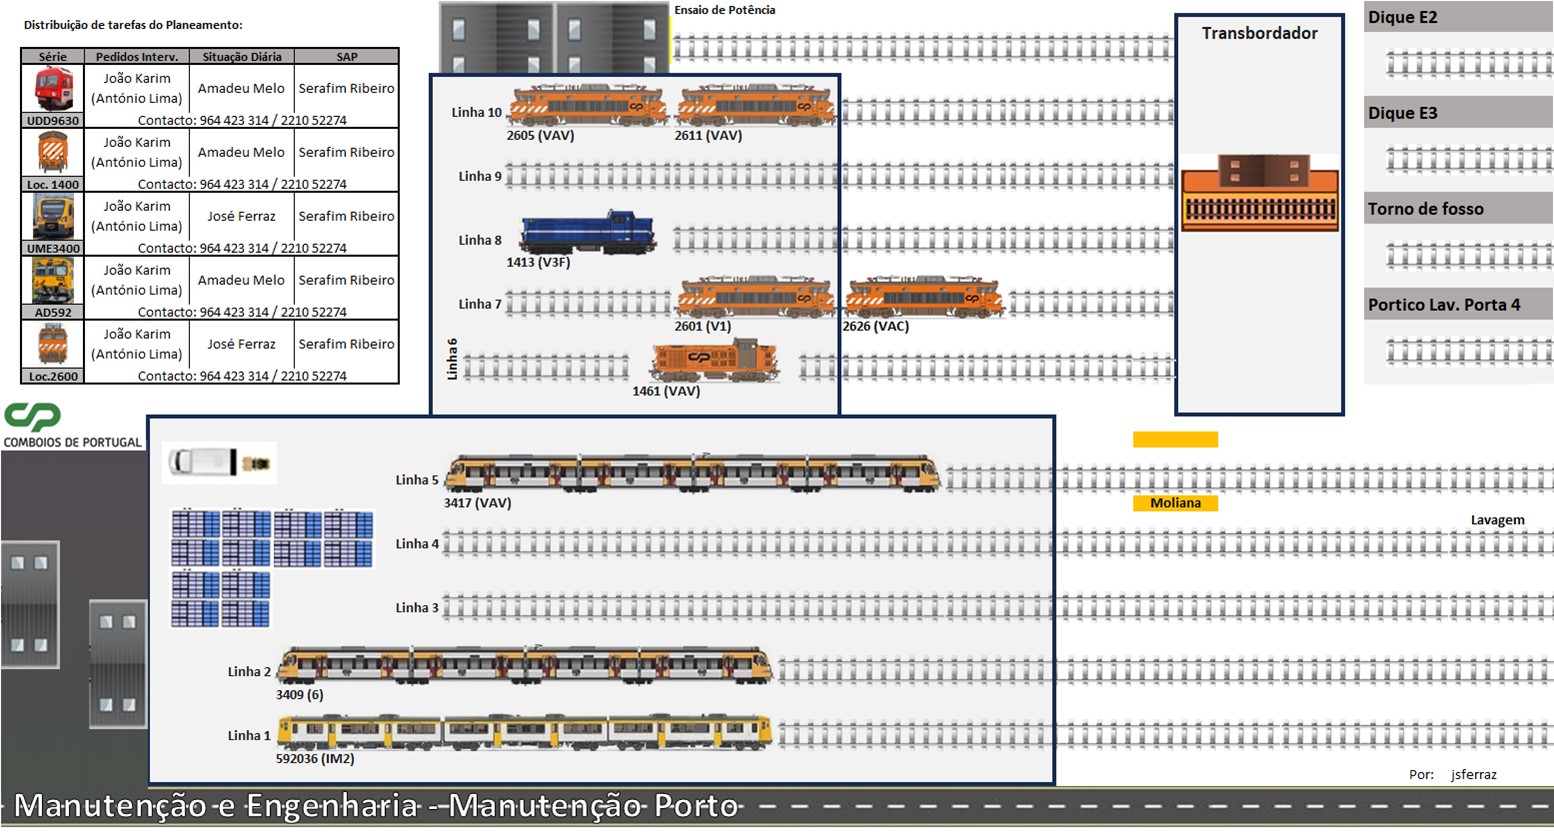 Distribuição de tarefas do Planeamento:
Série Pedidos Interv. Situação Diária SAP
João Karim
(António Lima) Amadeu Melo Serafim Ribeiro
UDD9630 Contacto: 964 423 314 / 2210 52274
João Karim
(António Lima) Amadeu Melo Serafim Ribeiro
Loc. 1400 Contacto: 964 423 314 / 2210 52274
João Karim
(António Lima) José Ferraz Serafim Ribeiro
UME3400 Contacto: 964 423 314 / 2210 52274
João Karim
(António Lima) Amadeu Melo Serafim Ribeiro
AD592 Contacto: 964 423 314 / 2210 52274
João Karim
(António Lima) José Ferraz Serafim Ribeiro
Loc.2600 Contacto: 964 423 314 / 2210 52274
CP
COMBOIOS DE PORTUGAL
Ensaio de Potência
Linha 10
2605 (VAV) 2611 (VAV)
Linha 9
Linha 8
1413 (V3F)
Linha 7
2601 (V1) 2626 (VAC)
Linha 6
1461 (VAV)
Transbordador
Dique E2
Dique E3
Torno de fosso
Portico Lav. Porta 4
Linha 5
3417 (VAV)
Moliana
Lavagem
Linha 4
Linha 3
Linha 2
3409 (6)
Linha 1
592036 (IM2)
Por: jsferraz
Manutenção e Engenharia - Manutenção Porto